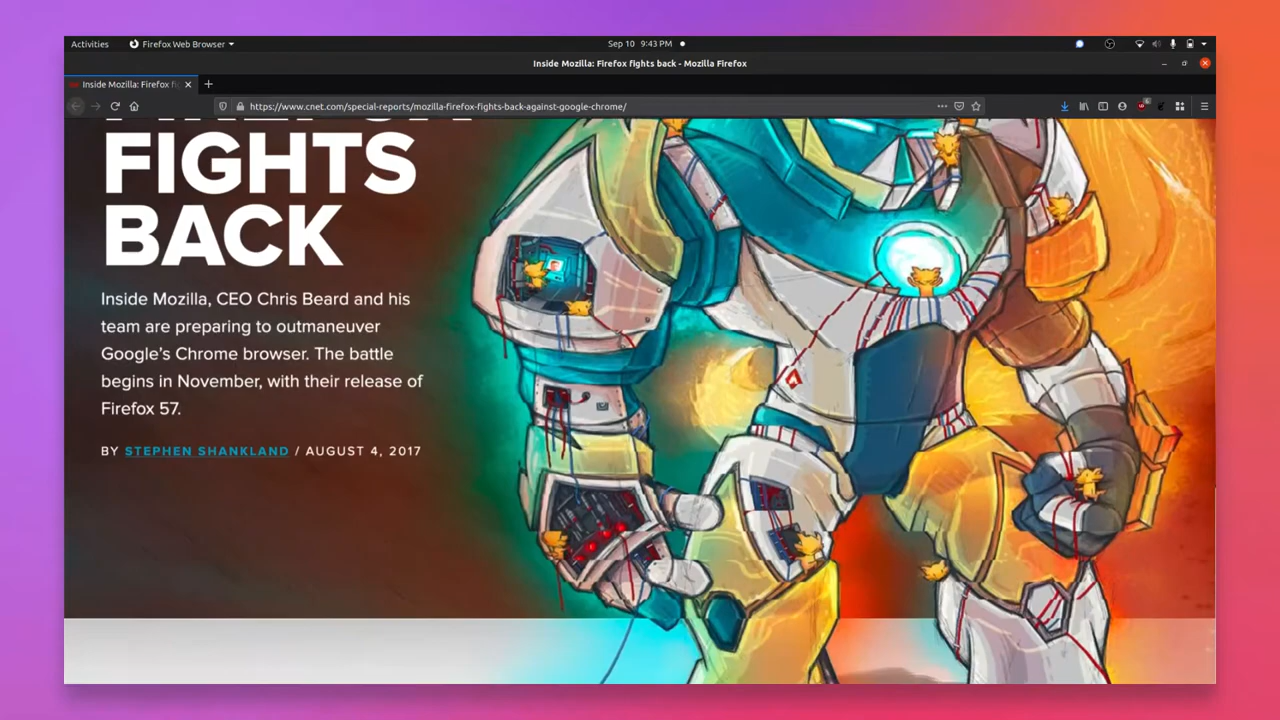 Activities
Firefox Web Browser
Sep 10 9:43 PM
Inside Mozilla: Firefox fights back - Mozilla Firefox
Inside Mozilla: Firefox fig
https://www.cnet.com/special-reports/mozilla-firefox-fights-back-against-google-chrome/
FIGHTS
BACK
Inside Mozilla, CEO Chris Beard and his
team are preparing to outmaneuver
Google's Chrome browser. The battle
begins in November, with their release of
Firefox 57.
BY STEPHEN SHANKLAND / AUGUST 4, 2017